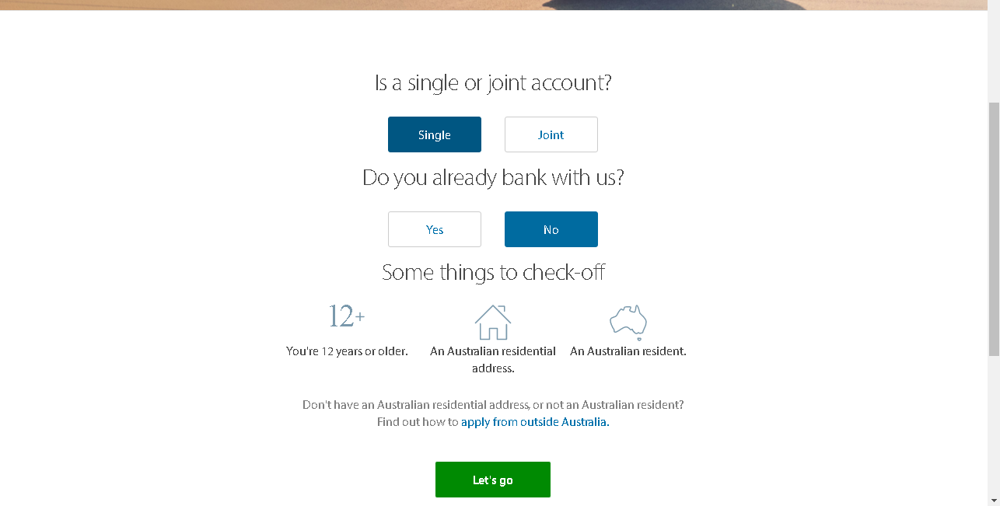 Is a single or joint account?
Single
Joint
Do you already bank with us?
Yes
No
Some things to check-off
12+
You're 12 years or older.
An Australian residential
address.
An Australian resident.
Don't have an Australian residential address, or not an Australian resident?
Find out how to apply from outside Australia.
Let's go